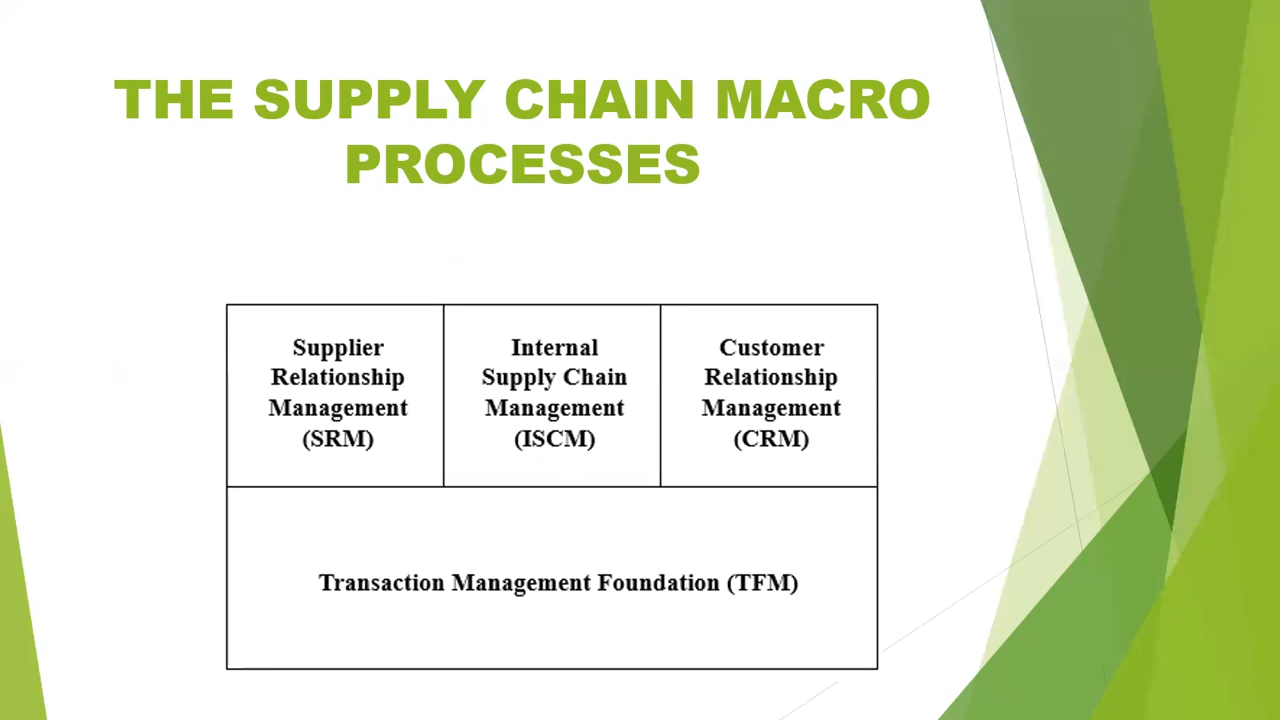 THE SUPPLY CHAIN MACRO
PROCESSES
Supplier
Relationship
Management
(SRM)
Internal
Supply Chain
Management
(ISCM)
Customer
Relationship
Management
(CRM)
Transaction Management Foundation (TFM)